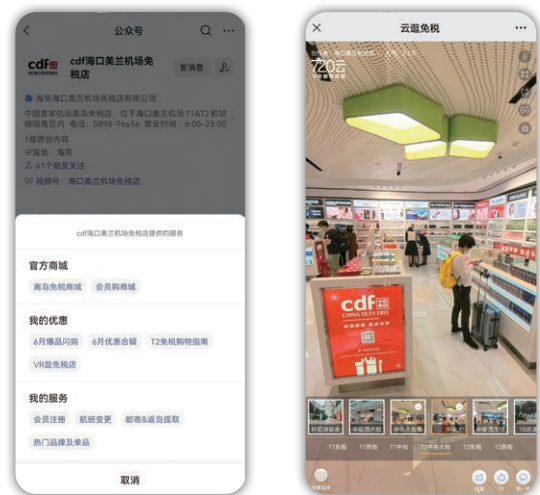 公众号
cdf
cdf海口美兰机场免
税店
发消息
海免海口美兰机场免税店有限公司
中国首家机场离岛免税店，位于海口美兰机场T1&T2航站
楼隔离区内 电话：0898-96656 营业时间：6:00-23:00
1篇原创内容
IP属地：海南
61个朋友关注
视频号：海口美兰机场免税店
cdf海口美兰机场免税店提供的服务
官方商城
离岛免税商城 会员购商城
我的优惠
6月爆品闪购 6月优惠合辑 T2免税购物指南
VR逛免税店
我的服务
会员注册 航班变更 邮寄&返岛提取
热门品牌及单品
取消
云逛免税
720云
cdf
CHINA DUTY FREE
T1东街 T1西街 T1中街 T2中央大街 T2东街 T2西街